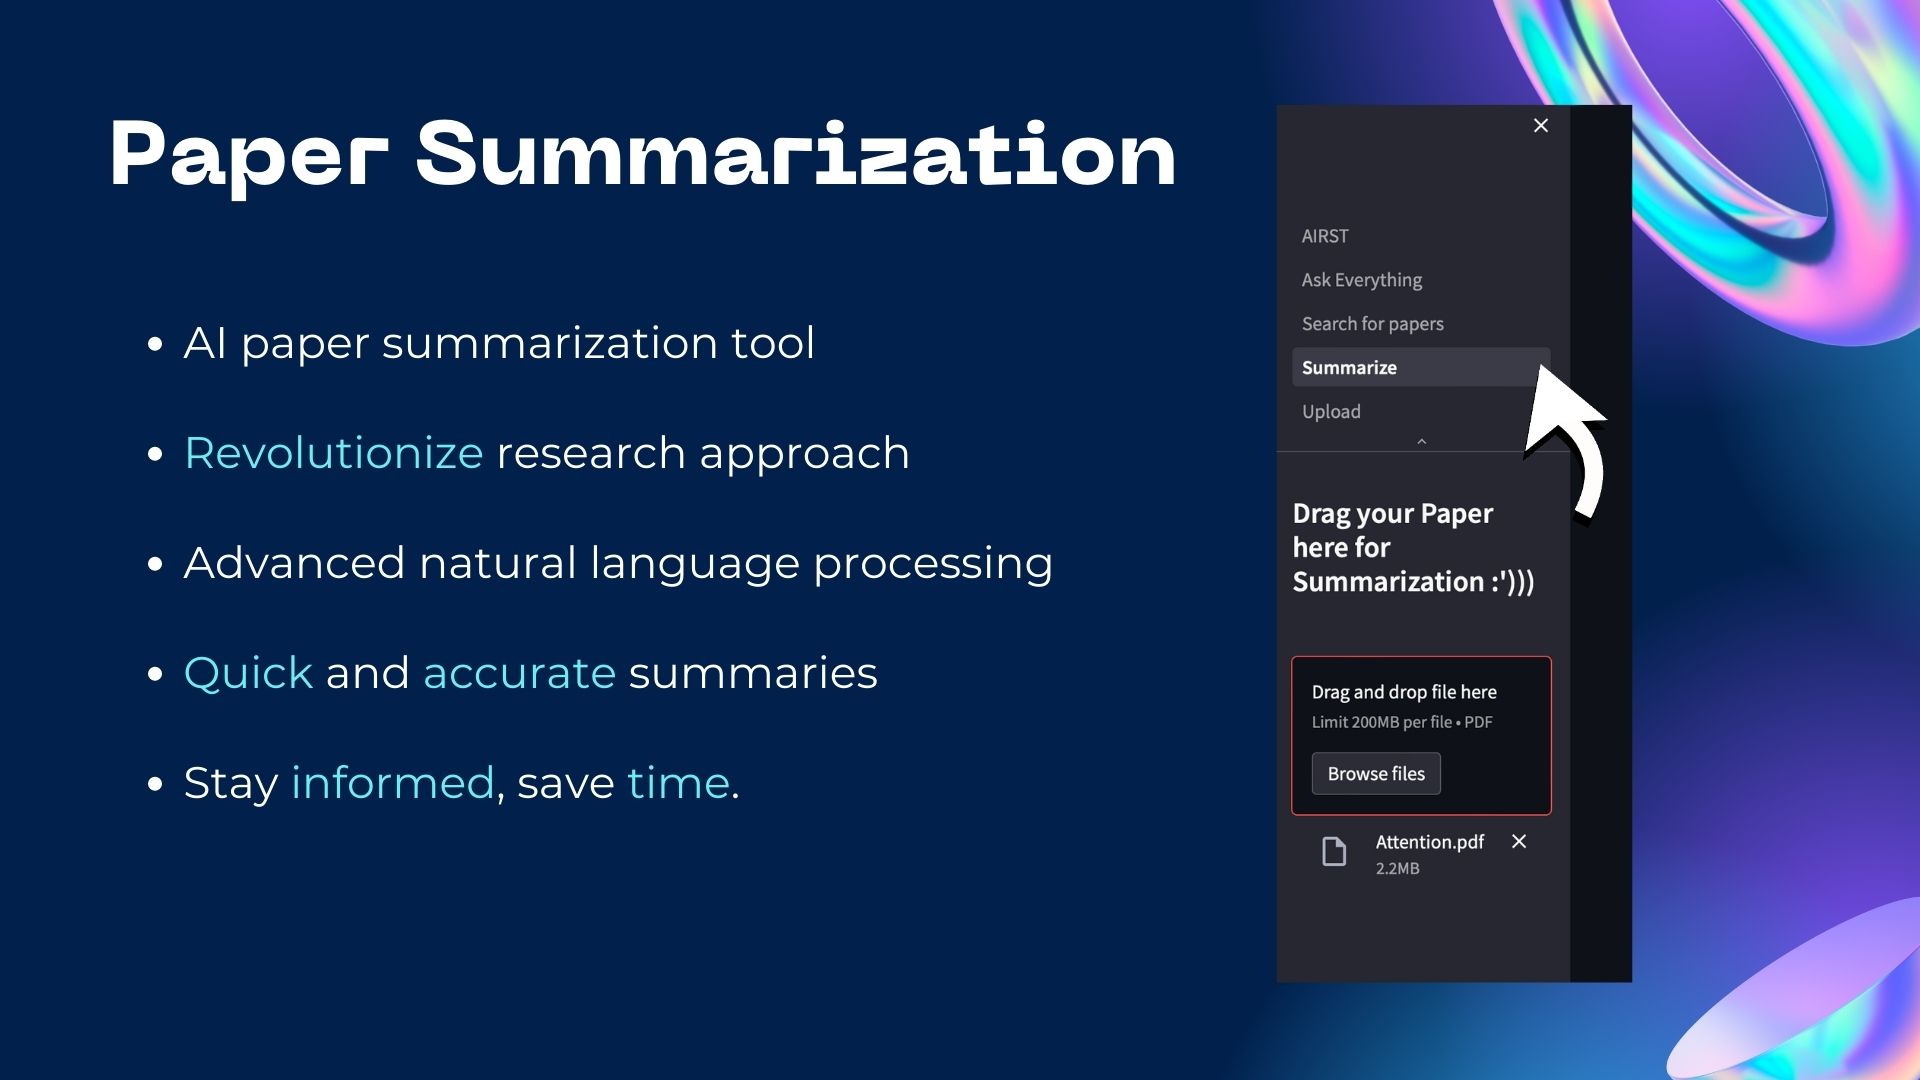 Paper Summarization
• AI paper summarization tool
• Revolutionize research approach
• Advanced natural language processing
• Quick and accurate summaries
• Stay informed, save time.
AIRST
Ask Everything
Search for papers
Summarize
Upload
Drag your Paper
here for
Summarization :')))
Drag and drop file here
Limit 200MB per file • PDF
Browse files
Attention.pdf
2.2MB